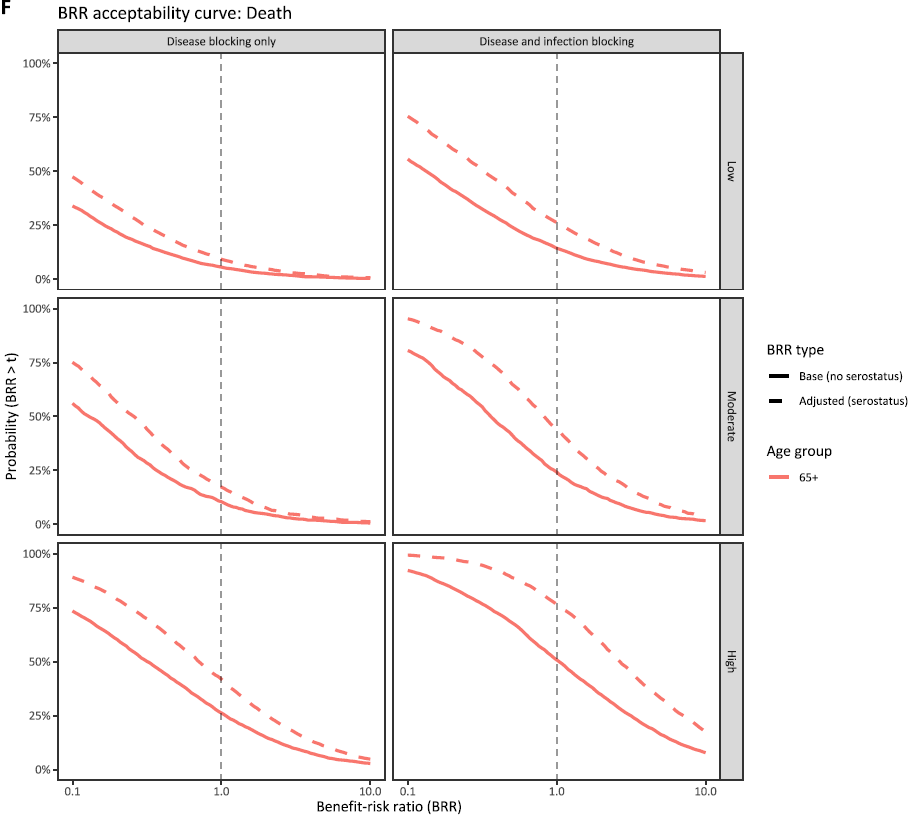 F
BRR acceptability curve: Death
Disease blocking only
Disease and infection blocking
100%
75%
50%
25%
0%
Low
100%
75%
50%
25%
0%
Moderate
100%
75%
50%
25%
0%
High
Probability (BRR > t)
0.1
1.0
10.0
0.1
1.0
10.0
Benefit-risk ratio (BRR)
BRR type
Base (no serostatus)
Adjusted (serostatus)
Age group
65+